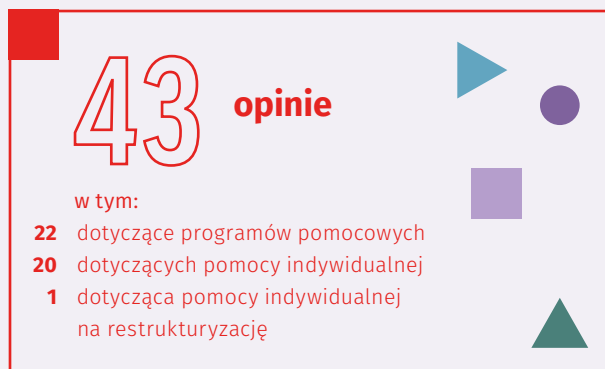 43 opinie
w tym:
22 dotyczące programów pomocowych
20 dotyczących pomocy indywidualnej
1 dotycząca pomocy indywidualnej
na restrukturyzację